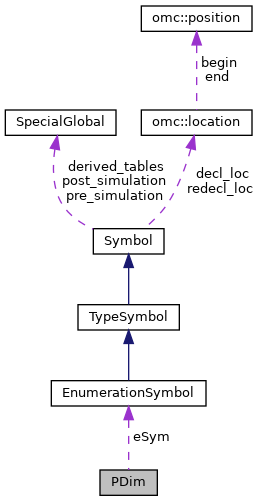 omc::position
begin
end
SpecialGlobal
omc::location
derived_tables
post_simulation
pre_simulation
decl_loc
redecl_loc
Symbol
TypeSymbol
EnumerationSymbol
eSym
PDim